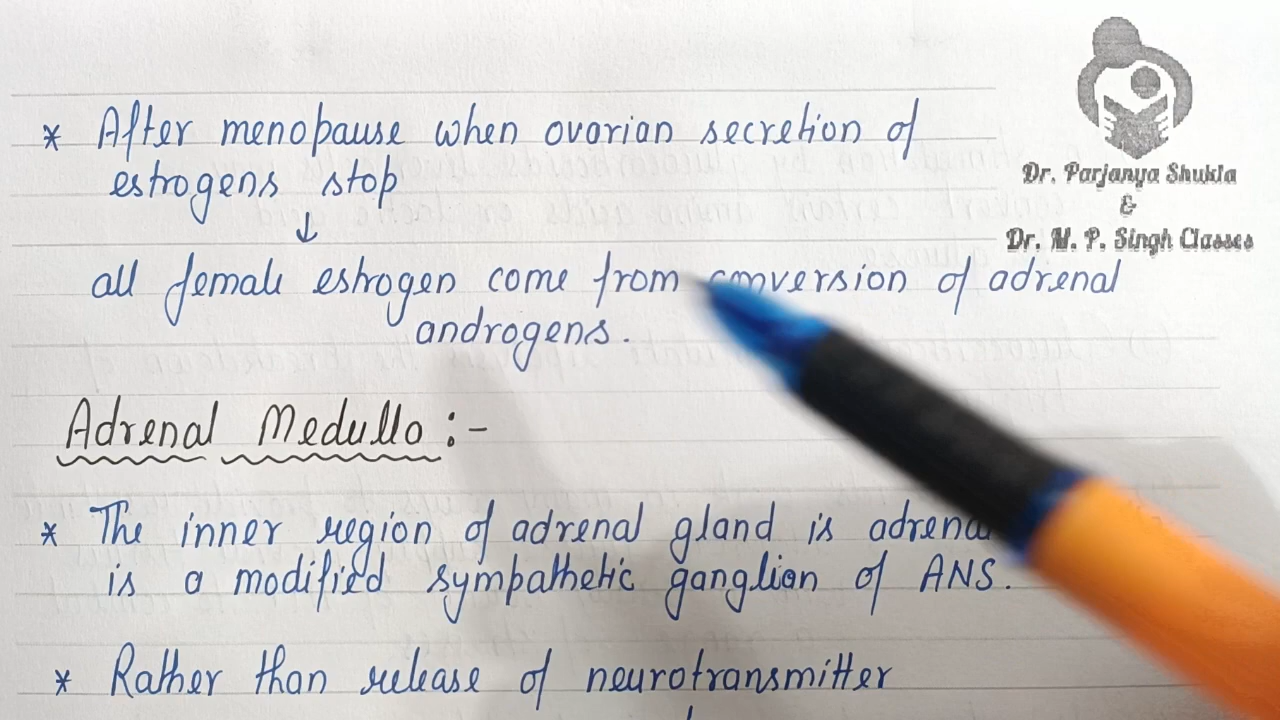 * After menopause when ovarian secretion of
estrogens stop
↓
all female estrogen come from conversion of adrenal
androgens.
Adrenal Medulla :-
* The inner region of adrenal gland is
is a modified sympathetic ganglion of ANS.
* Rather than release of neurotransmitter
Dr. Parjanya Shukla
&
Dr. M. P. Singh Classes